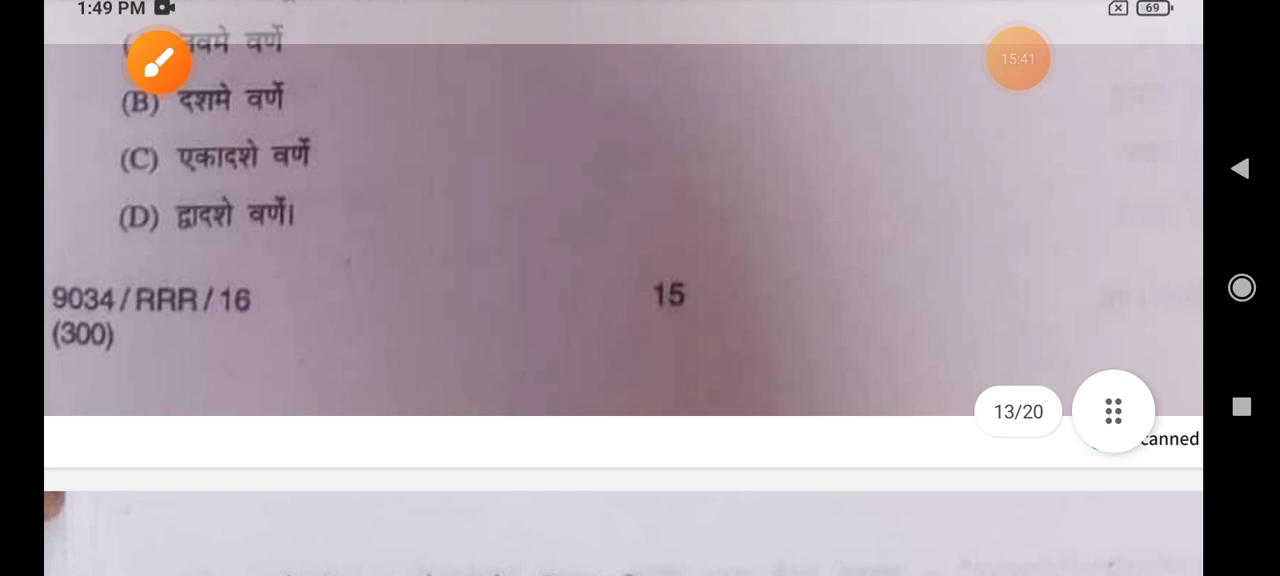 1:49 PM
69
नवमे वर्णे
15:41
(B) दशमे वर्णे
(C) एकादशे वर्णे
(D) द्वादशे वर्णे।
9034/RRR/16
15
(300)
13/20
canned